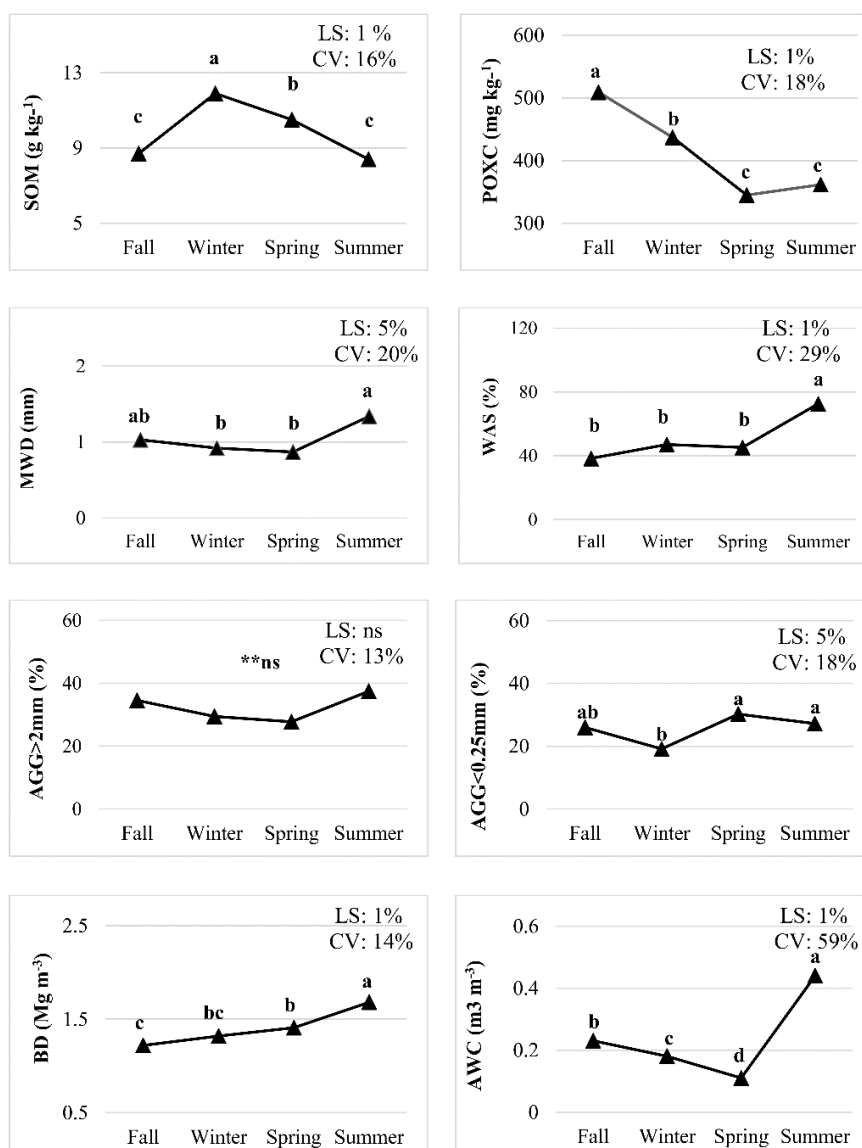 SOM (g kg-1)
LS: 1 %
CV: 16%
13
9
5
c
a
b
c
Fall Winter Spring Summer
POXC (mg kg-1)
LS: 1%
CV: 18%
600
500
400
300
a
b
c
c
Fall Winter Spring Summer
MWD (mm)
LS: 5%
CV: 20%
2
1
0
ab
b
b
a
Fall Winter Spring Summer
WAS (%)
LS: 1%
CV: 29%
120
80
40
0
b
b
b
a
Fall Winter Spring Summer
AGG>2mm (%)
LS: ns
CV: 13%
60
40
20
0
**ns
Fall Winter Spring Summer
AGG<0.25mm (%)
LS: 5%
CV: 18%
60
40
20
0
ab
b
a
a
Fall Winter Spring Summer
BD (Mg m-3)
LS: 1%
CV: 14%
2.5
1.5
0.5
c
bc
b
a
Fall Winter Spring Summer
AWC (m3 m-3)
LS: 1%
CV: 59%
0.6
0.4
0.2
0
b
c
d
a
Fall Winter Spring Summer